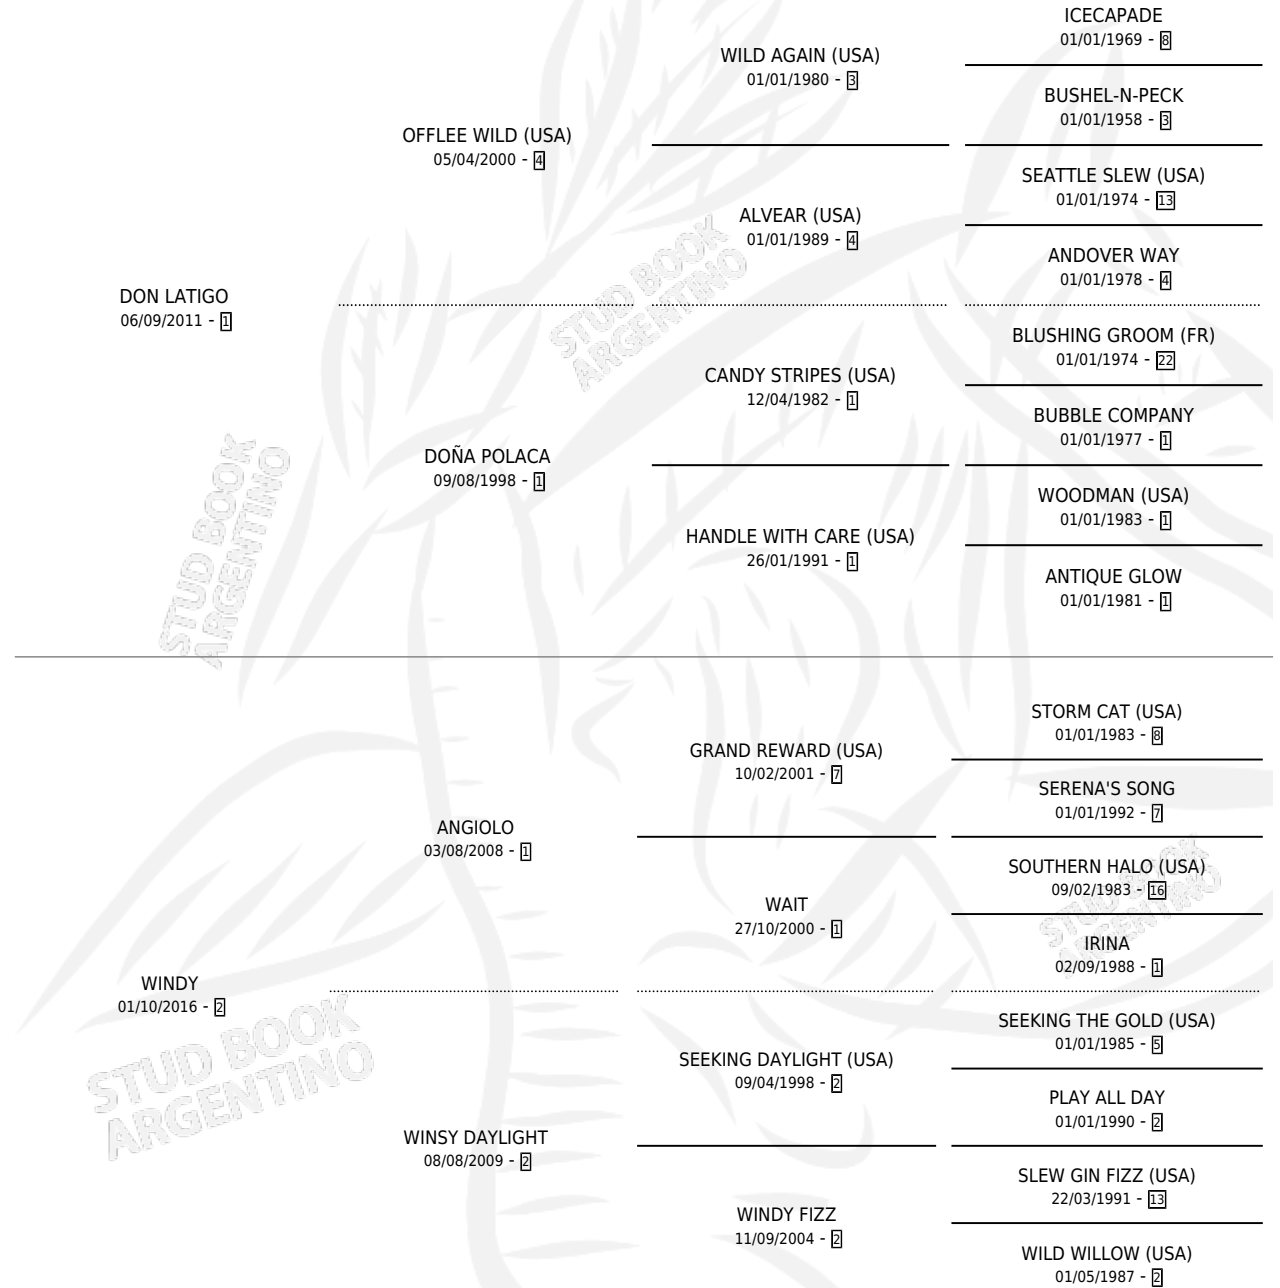 ICECAPADE
01/01/1969 - 8
WILD AGAIN (USA)
01/01/1980 - 3
BUSHEL-N-PECK
01/01/1958 - 3
OFFLEE WILD (USA)
05/04/2000 - 4
SEATTLE SLEW (USA)
01/01/1974 - 13
ALVEAR (USA)
01/01/1989 - 4
ANDOVER WAY
01/01/1978 - 4
DON LATIGO
06/09/2011 - 1
STUD BOOK
ARGENTINO
BLUSHING GROOM (FR)
01/01/1974 - 22
CANDY STRIPES (USA)
12/04/1982 - 1
BUBBLE COMPANY
01/01/1977 - 1
DOÑA POLACA
09/08/1998 - 1
WOODMAN (USA)
01/01/1983 - 1
HANDLE WITH CARE (USA)
26/01/1991 - 1
ANTIQUE GLOW
01/01/1981 - 1
STUD BOOK
ARGENTINO
STORM CAT (USA)
01/01/1983 - 8
GRAND REWARD (USA)
10/02/2001 - 7
SERENA'S SONG
01/01/1992 - 7
ANGIOLO
03/08/2008 - 1
SOUTHERN HALO (USA)
09/02/1983 - 16
WAIT
27/10/2000 - 1
STUD BOOK
ARGENTINO
IRINA
02/09/1988 - 1
WINDY
01/10/2016 - 2
SEEKING THE GOLD (USA)
01/01/1985 - 5
SEEKING DAYLIGHT (USA)
09/04/1998 - 2
STUD BOOK
ARGENTINO
PLAY ALL DAY
01/01/1990 - 2
WINSY DAYLIGHT
08/08/2009 - 2
SLEW GIN FIZZ (USA)
22/03/1991 - 13
WINDY FIZZ
11/09/2004 - 2
WILD WILLOW (USA)
01/05/1987 - 2